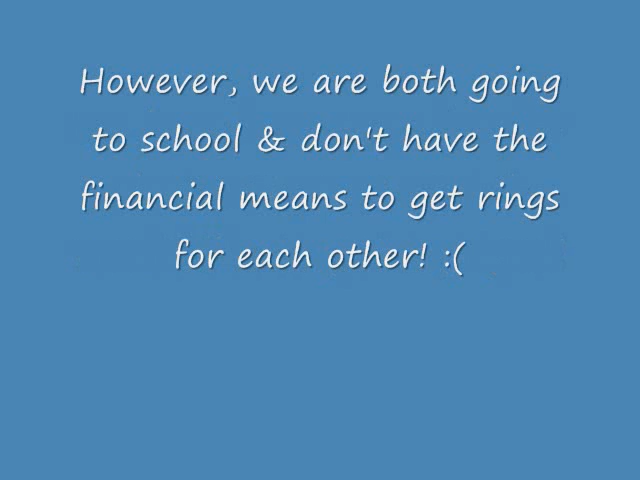 However, we are both going
to school & don't have the
financial means to get rings
for each other! :(